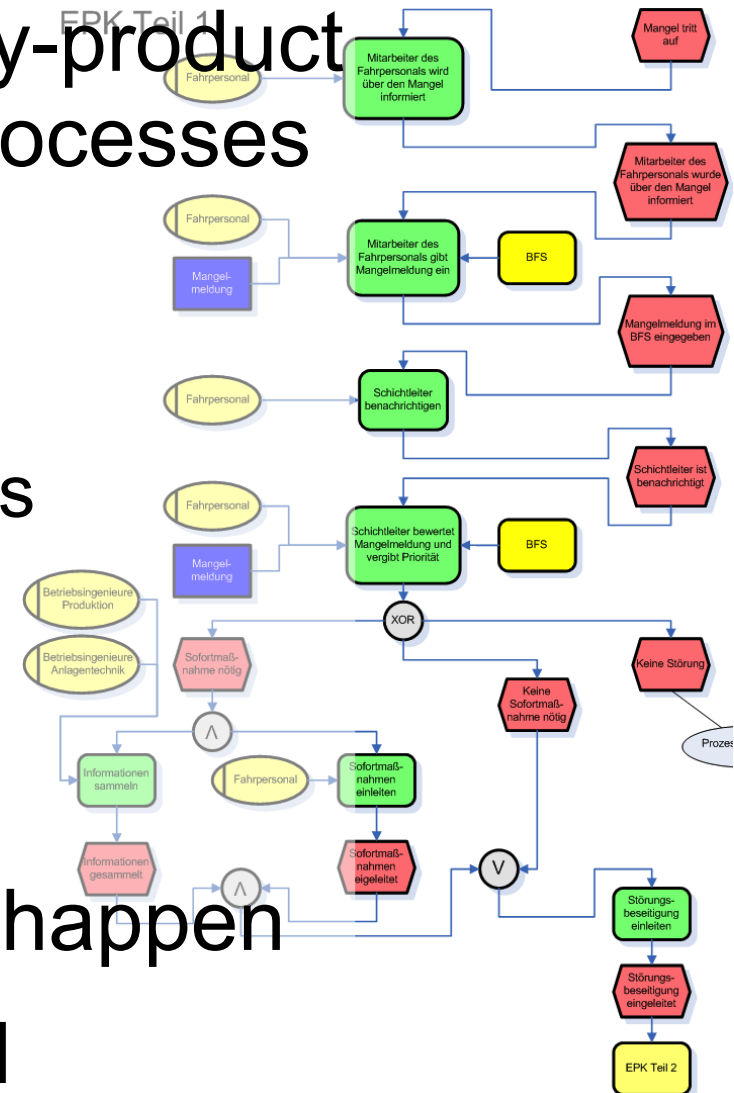 EPK Teil 1
y-product
ocesses
s
happen
Mangel tritt
auf
Fahrpersonal
Mitarbeiter des
Fahrpersonals wird
über den Mangel
informiert
Mitarbeiter des
Fahrpersonals wurde
über den Mangel
informiert
Fahrpersonal
Mangel-
meldung
Mitarbeiter des
Fahrpersonals gibt
Mangelmeldung ein
BFS
Mangelmeldung im
BFS eingegeben
Fahrpersonal
Schichtleiter
benachrichtigen
Schichtleiter ist
benachrichtigt
Fahrpersonal
Mangel-
meldung
Schichtleiter bewertet
Mangelmeldung und
vergibt Priorität
BFS
Betriebsingenieure
Produktion
Betriebsingenieure
Anlagentechnik
XOR
Sofortmaß-
nahme nötig
Keine
Sofortmaß-
nahme nötig
Keine Störung
Prozes
Λ
Informationen
sammeln
Fahrpersonal
Sofortmaß-
nahmen
einleiten
Informationen
gesammelt
Sofortmaß-
nahmen
eigeleitet
Λ
V
Störungs-
beseitigung
einleiten
Störungs-
beseitigung
eingeleitet
EPK Teil 2